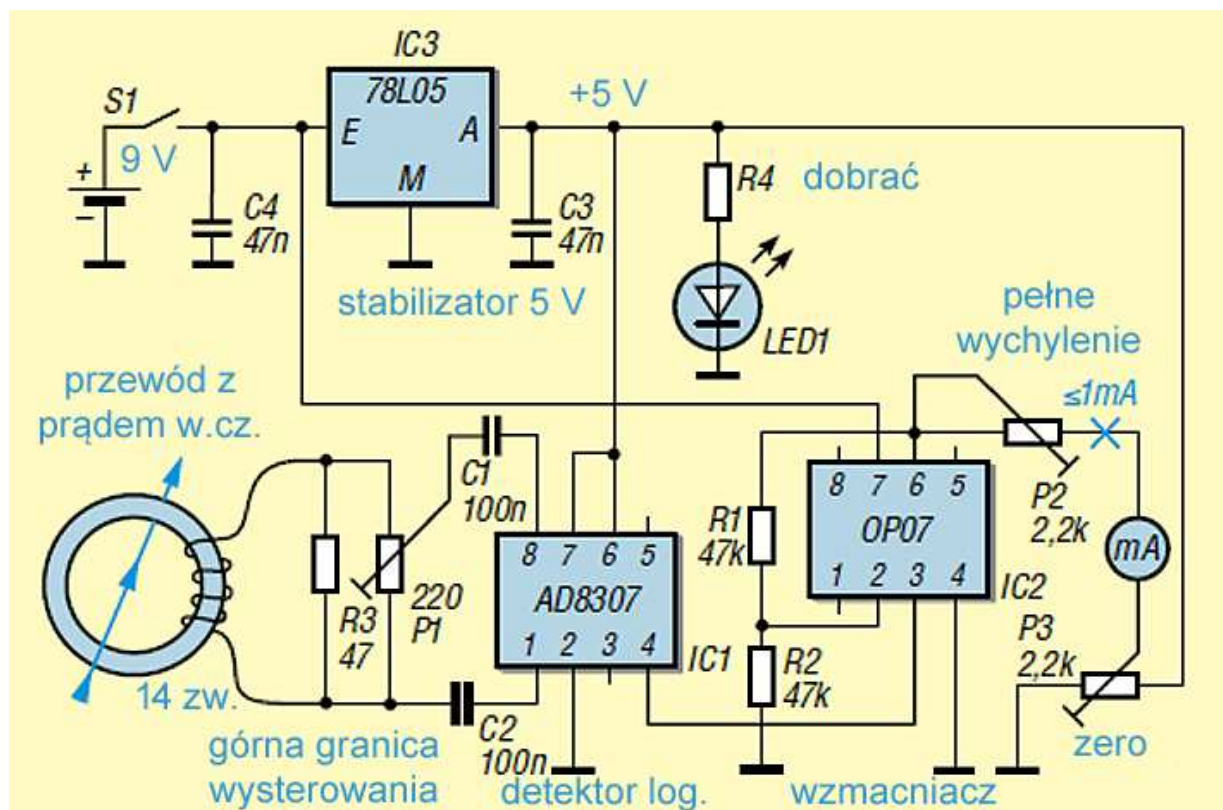 IC3
78L05
+5 V
S1
E
A
9 V
+
–
M
C4
47n
C3
47n
R4
dobrać
stabilizator 5 V
LED1
pełne
wychylenie
≤1mA
przewód z
prądem w.cz.
C1
100n
8 7 6 5
OP07
1 2 3 4
IC2
P2
2,2k
mA
R1
47k
8 7 6 5
AD8307
1 2 3 4
IC1
R3
47
220
P1
R2
47k
P3
2,2k
14 zw.
C2
100n
górna granica
wysterowania
detektor log.
wzmacniacz
zero